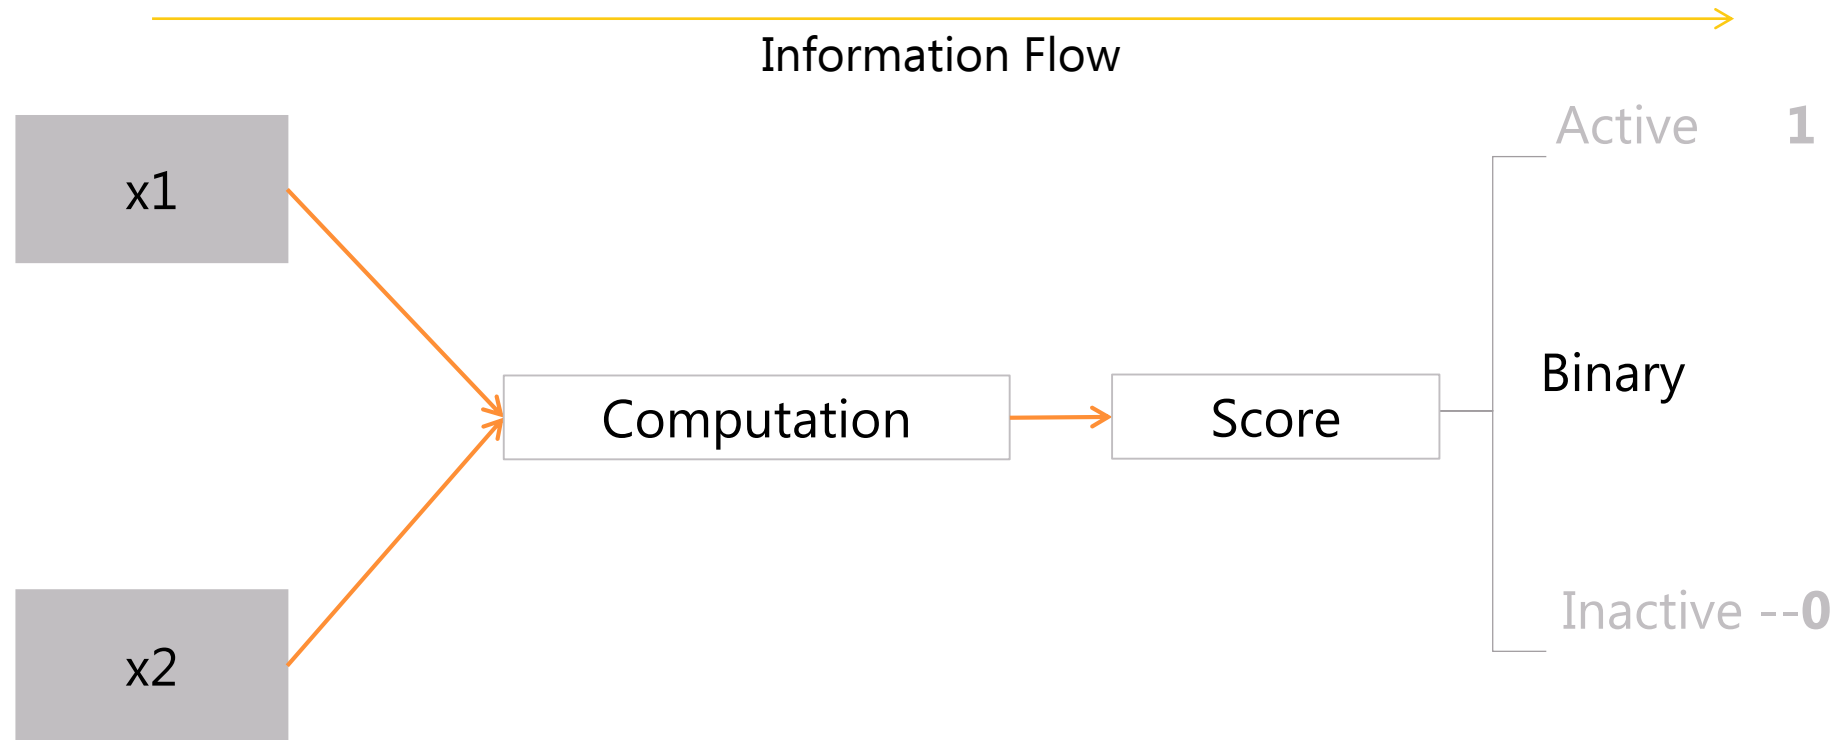 Information Flow
Active 1
x1
Binary
Computation
Score
Inactive --0
x2